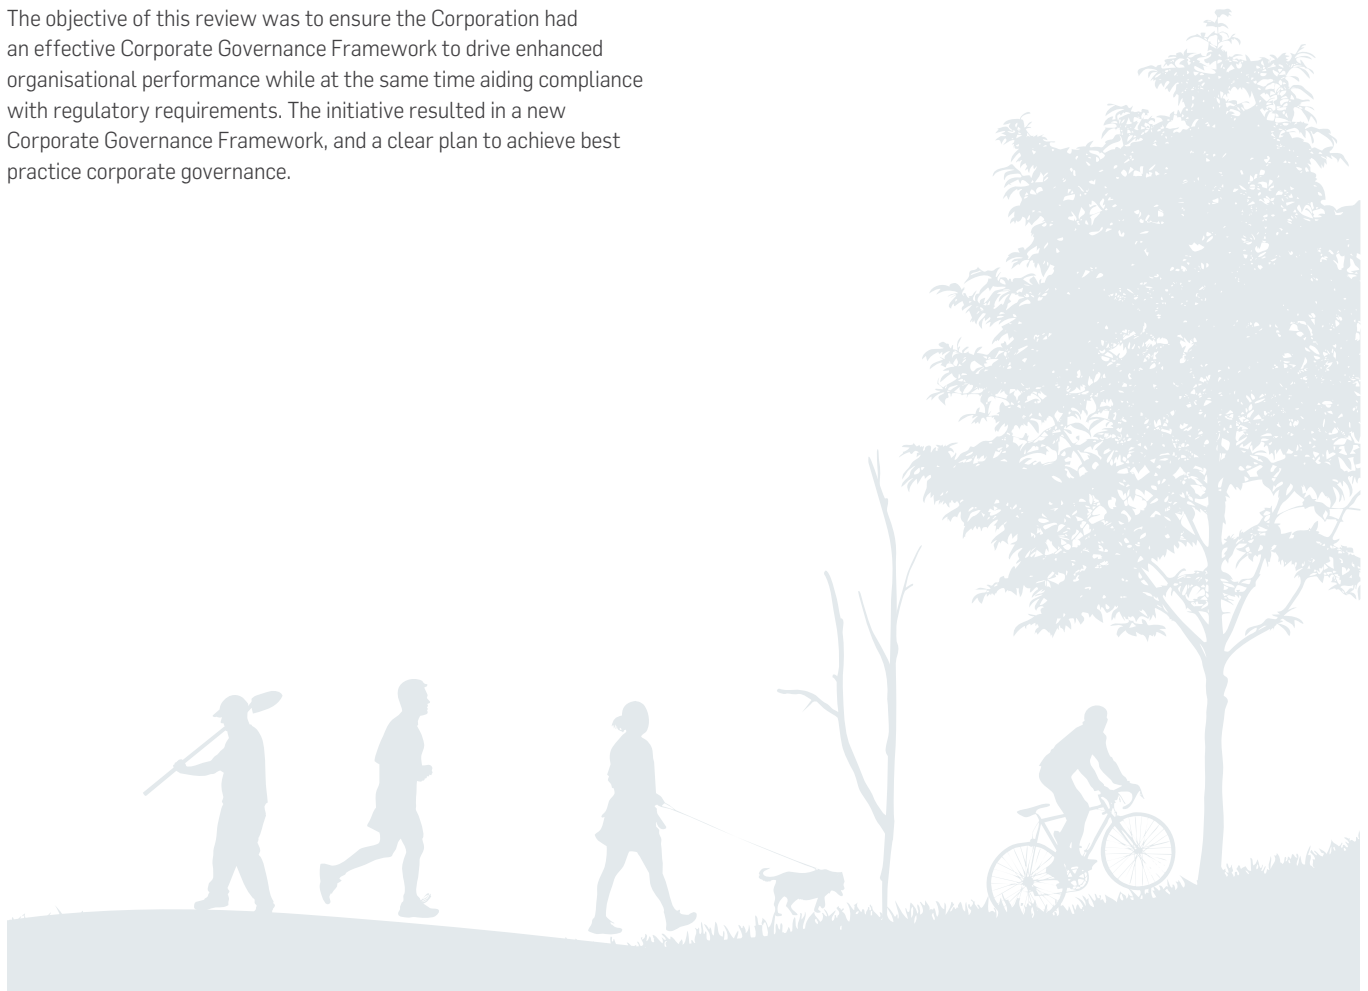 The objective of this review was to ensure the Corporation had
an effective Corporate Governance Framework to drive enhanced
organisational performance while at the same time aiding compliance
with regulatory requirements. The initiative resulted in a new
Corporate Governance Framework, and a clear plan to achieve best
practice corporate governance.